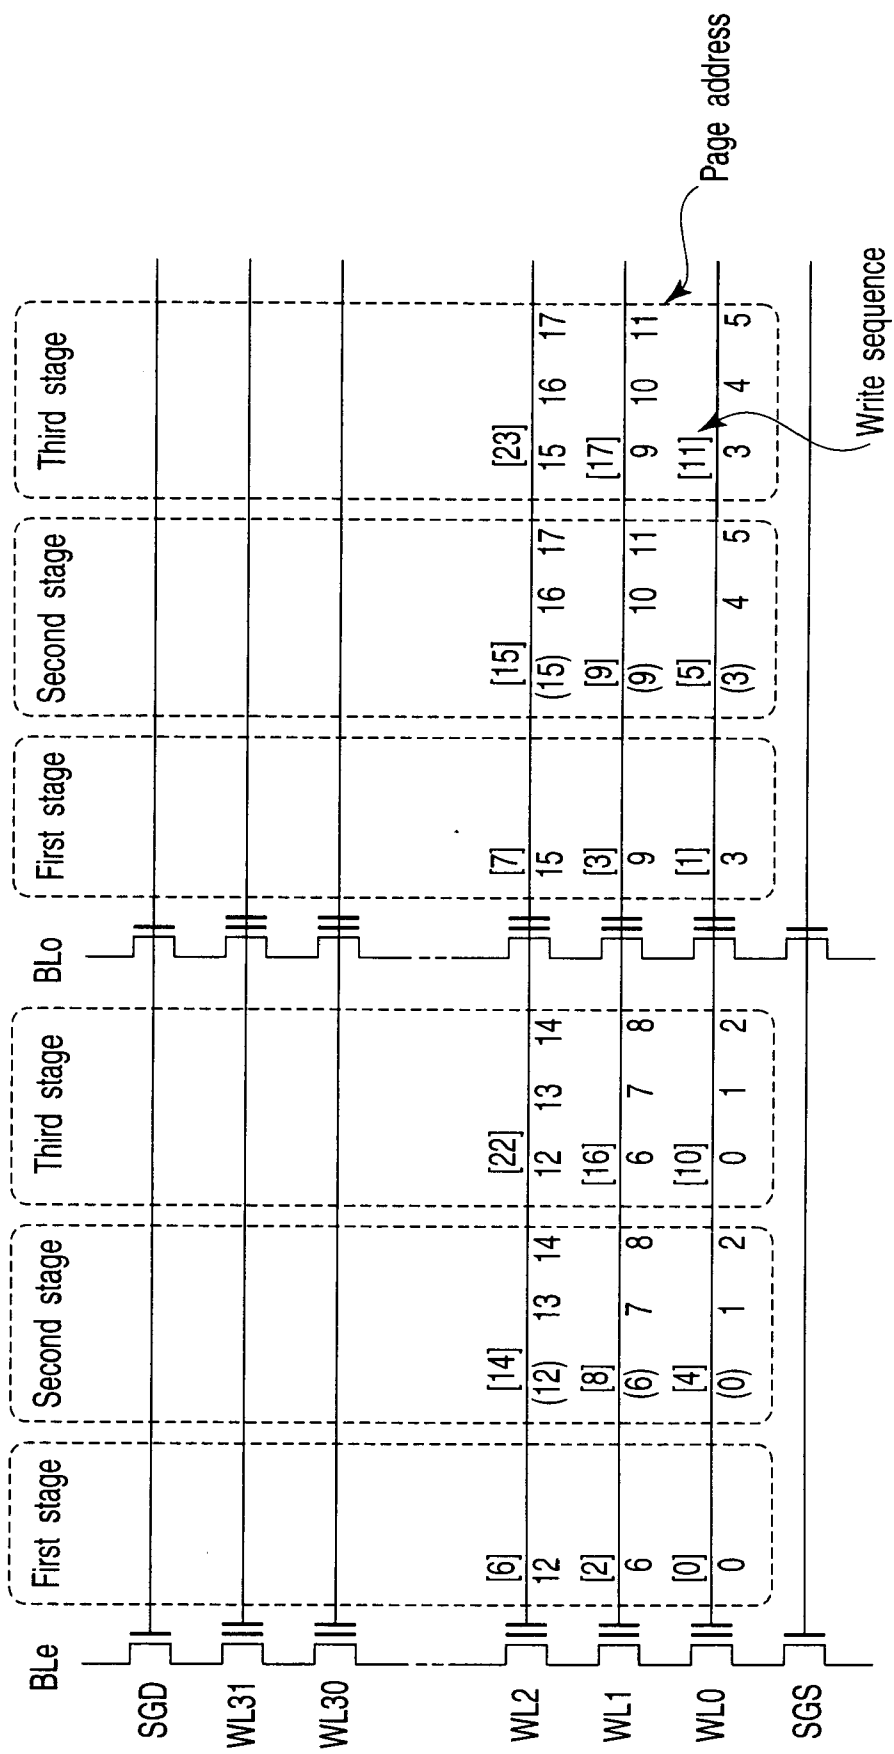 BLe First stage Second stage Third stage BLo First stage Second stage Third stage
SGD
WL31
WL30
[6] [14] [22] [7] [15] [23]
WL2 12 (12) 13 14 12 13 14 15 (15) 16 17 15 16 17
[2] [8] [16] [3] [9] [17]
WL1 6 (6) 7 8 6 7 8 9 (9) 10 11 9 10 11
Page address
[0] [4] [10] [1] [5] [11]
WL0 0 (0) 1 2 0 1 2 3 (3) 4 5 3 4 5
SGS
Write sequence